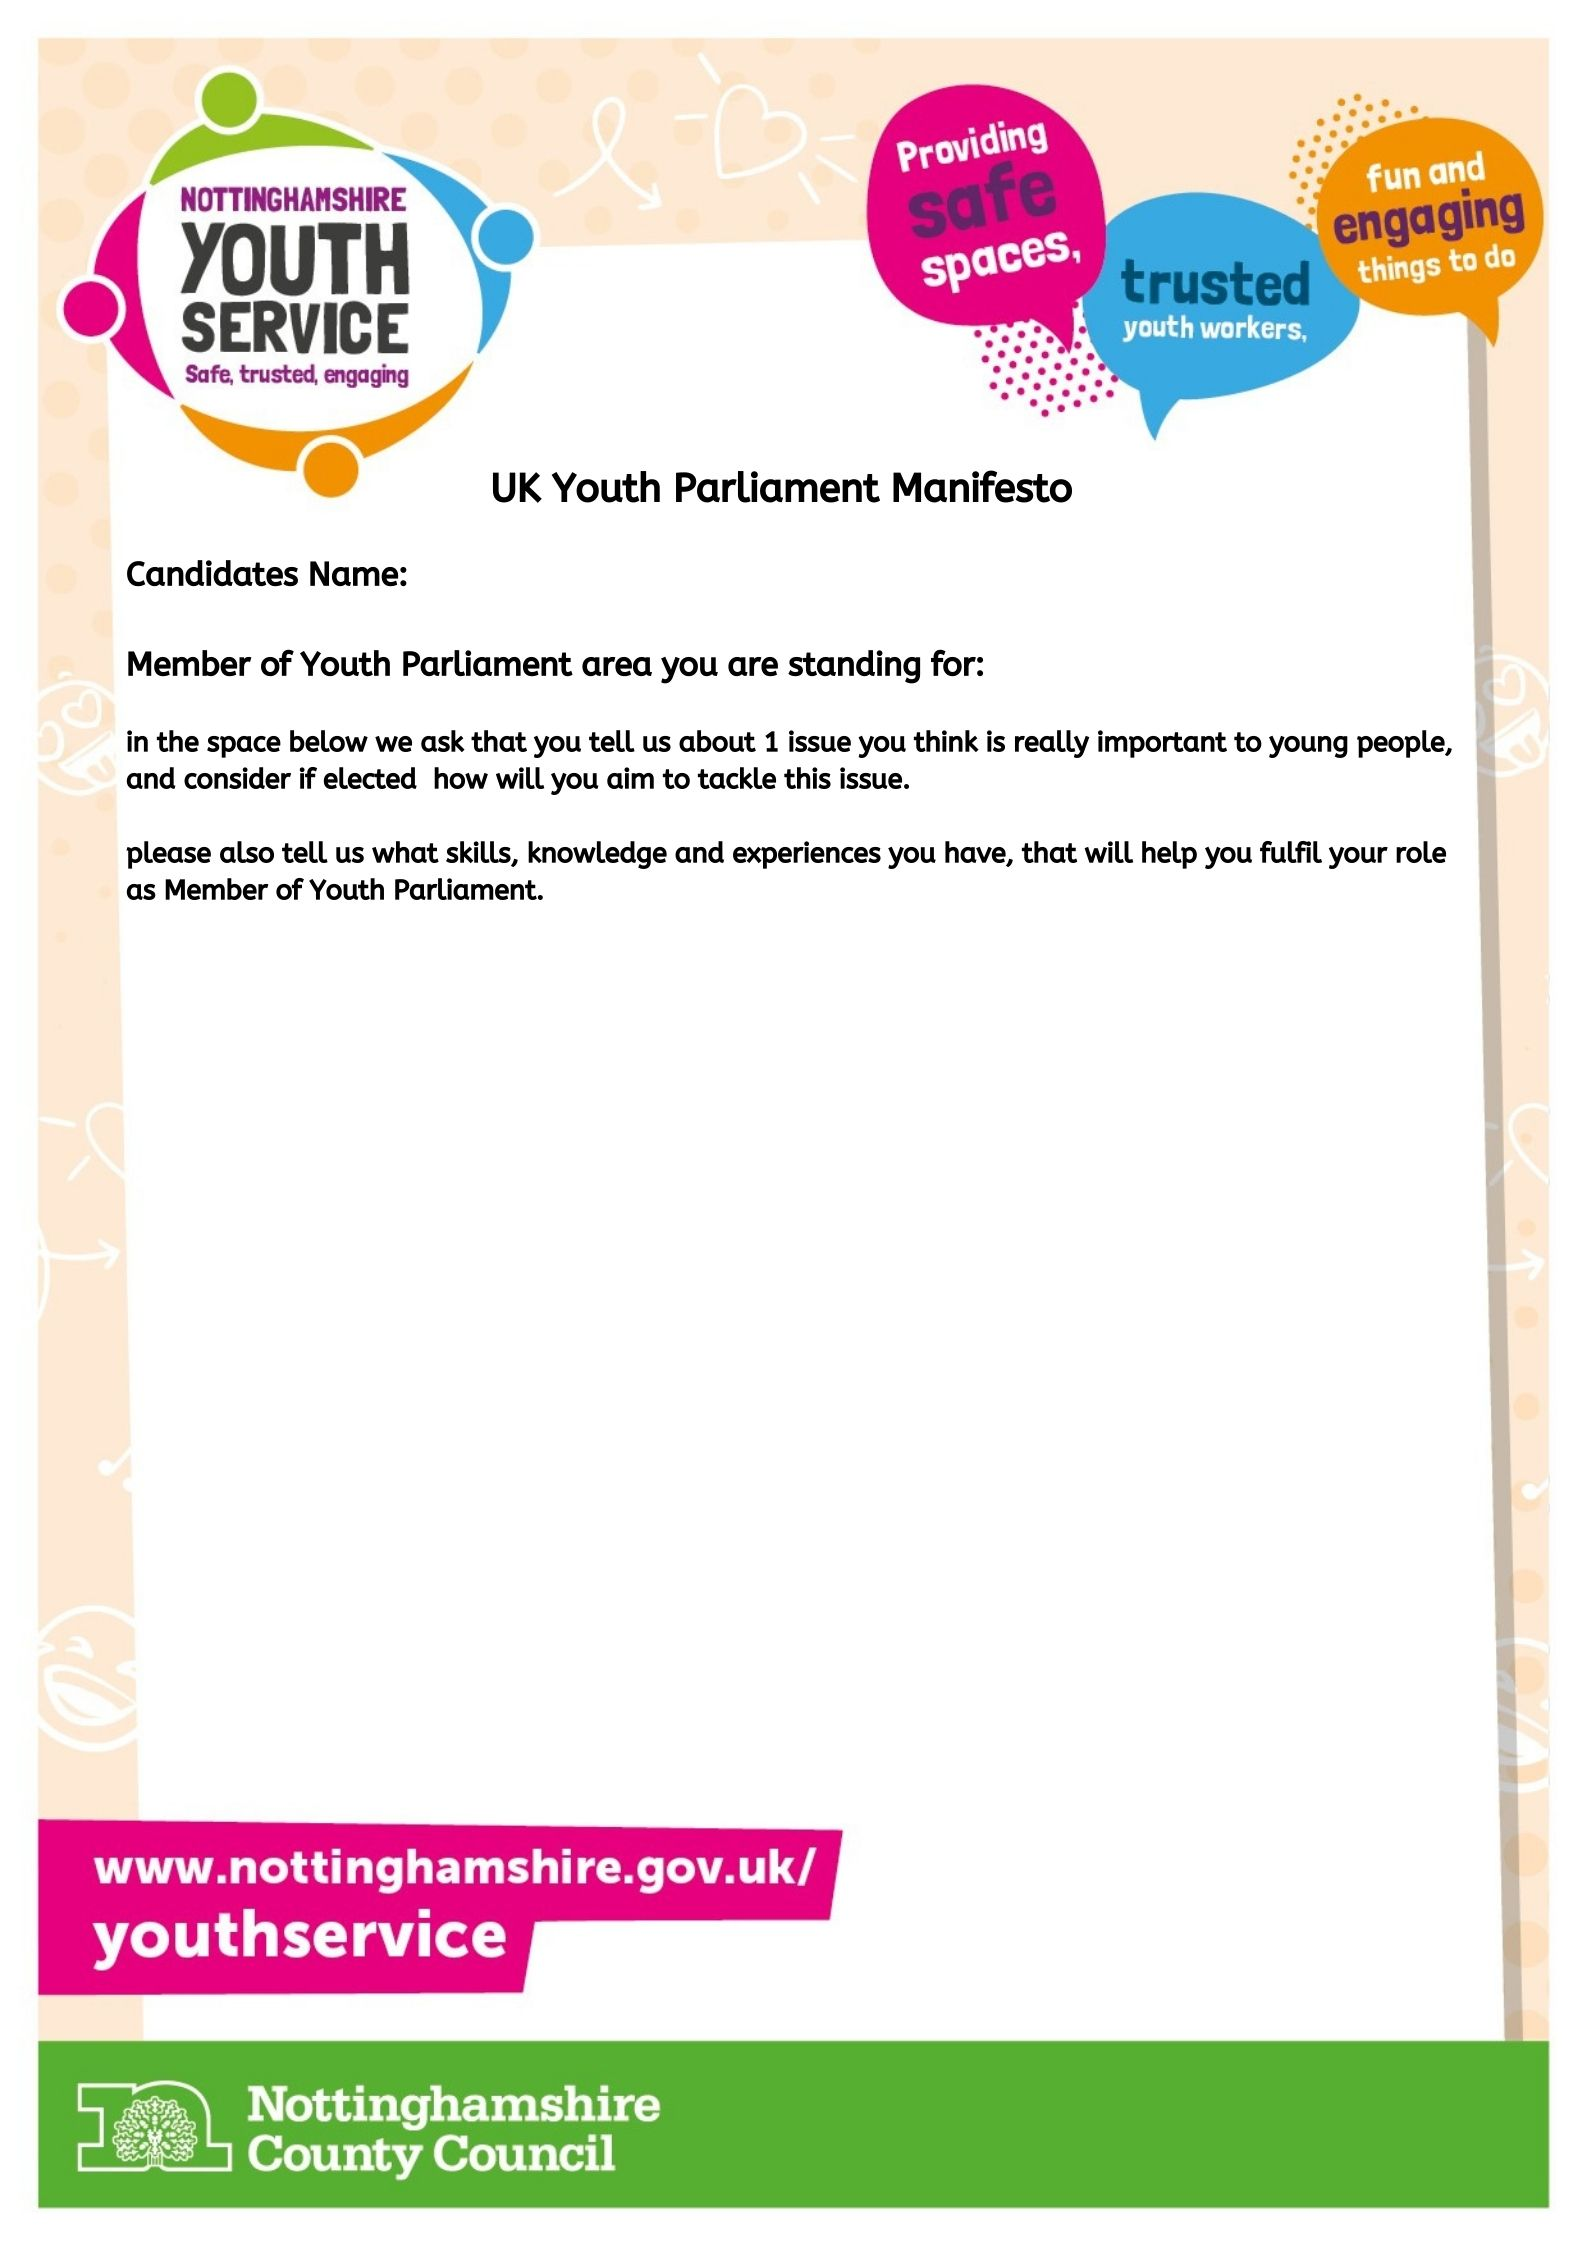 NOTTINGHAMSHIRE
YOUTH
SERVICE
Safe, trusted, engaging
Providing
safe
spaces,
trusted
youth workers,
fun and
engaging
things to do
UK Youth Parliament Manifesto
Candidates Name:
Member of Youth Parliament area you are standing for:
in the space below we ask that you tell us about 1 issue you think is really important to young people,
and consider if elected  how will you aim to tackle this issue.
please also tell us what skills, knowledge and experiences you have, that will help you fulfil your role
as Member of Youth Parliament.
www.nottinghamshire.gov.uk/
youthservice
Nottinghamshire
County Council